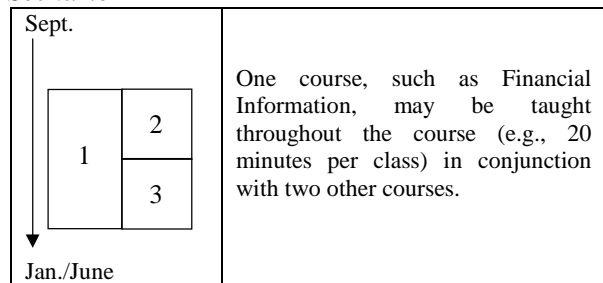 Sept.
1
2
3
Jan./June
One course, such as Financial
Information, may be taught
throughout the course (e.g., 20
minutes per class) in conjunction
with two other courses.